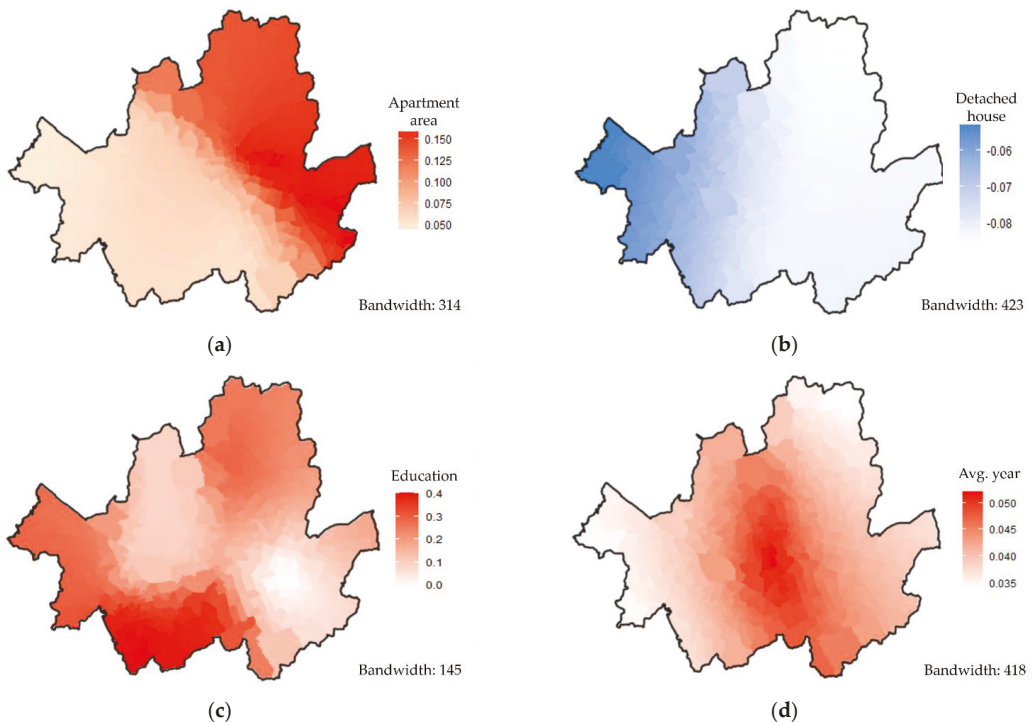 Apartment
area
0.150
0.125
0.100
0.075
0.050
Bandwidth: 314
(a)
Detached
house
-0.06
-0.07
-0.08
Bandwidth: 423
(b)
Education
0.4
0.3
0.2
0.1
0.0
Bandwidth: 145
(c)
Avg. year
0.050
0.045
0.040
0.035
Bandwidth: 418
(d)